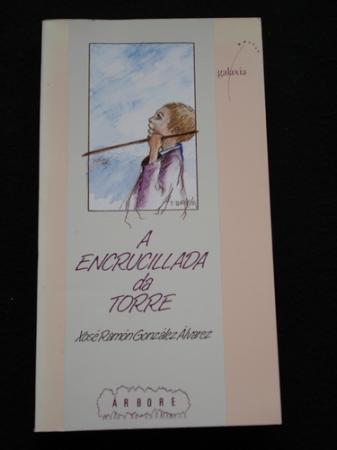 galaxia
A
ENCRUCILLADA
da
TORRE
Xosé Ramón González Álvarez
ÁRBORE